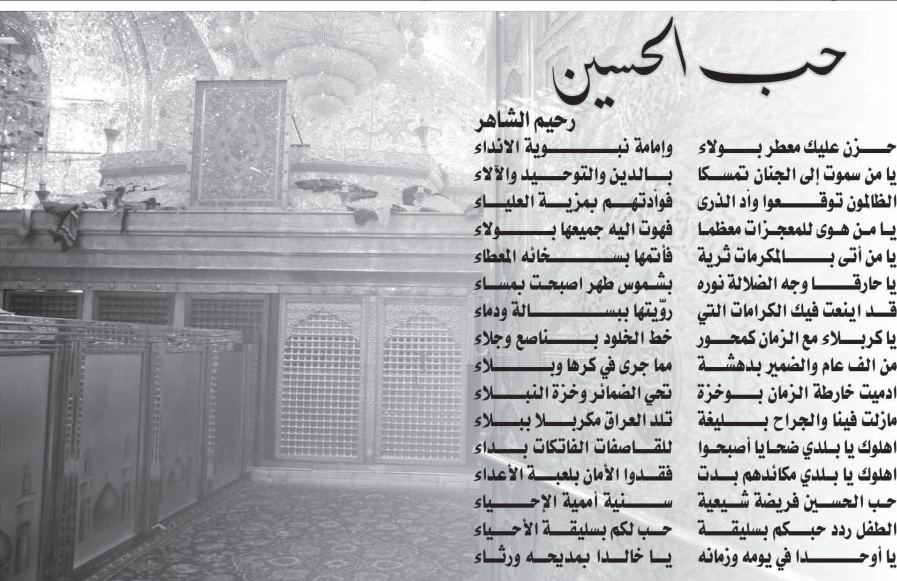 حب الحسين
رحيم الشاهر
حزن عليك معطر بولاء وإمامة نبوية الانداء
يا من سموت إلى الجنان تمسكا بالدين والتوحيد والآلاء
الظالمون توقعوا وأد الذرى فوأدتهم بمزية العلياء
يا من هوى للمعجزات معظما فهوت اليه جميعها بولاء
يا من أتى بالمكرمات ثرية فأتمها بسخائه المعطاء
يا حارقا وجه الضلالة نوره بشموس طهر اصبحت بمساء
قد اينعت فيك الكرامات التي روّيتها ببسالة ودماء
يا كربلاء مع الزمان كمحور خط الخلود بناصع وجلاء
من الف عام والضمير بدهشة مما جرى في كرها وبلاء
ادميت خارطة الزمان بوخزة تحي الضمائر وخزة النبلاء
مازلت فينا والجراح بليغة تلد العراق مكربلا ببلاء
اهلوك يا بلدي ضحايا أصبحوا للقاصفات الفاتكات بداء
اهلوك يا بلدي مكائدهم بدت فقدوا الأمان بلعبة الأعداء
حب الحسين فريضة شيعية سنية أممية الإحياء
الطفل ردد حبكم بسليقة حب لكم بسليقة الأحياء
يا أوحدا في يومه وزمانه يا خالدا بمديحه ورثاء